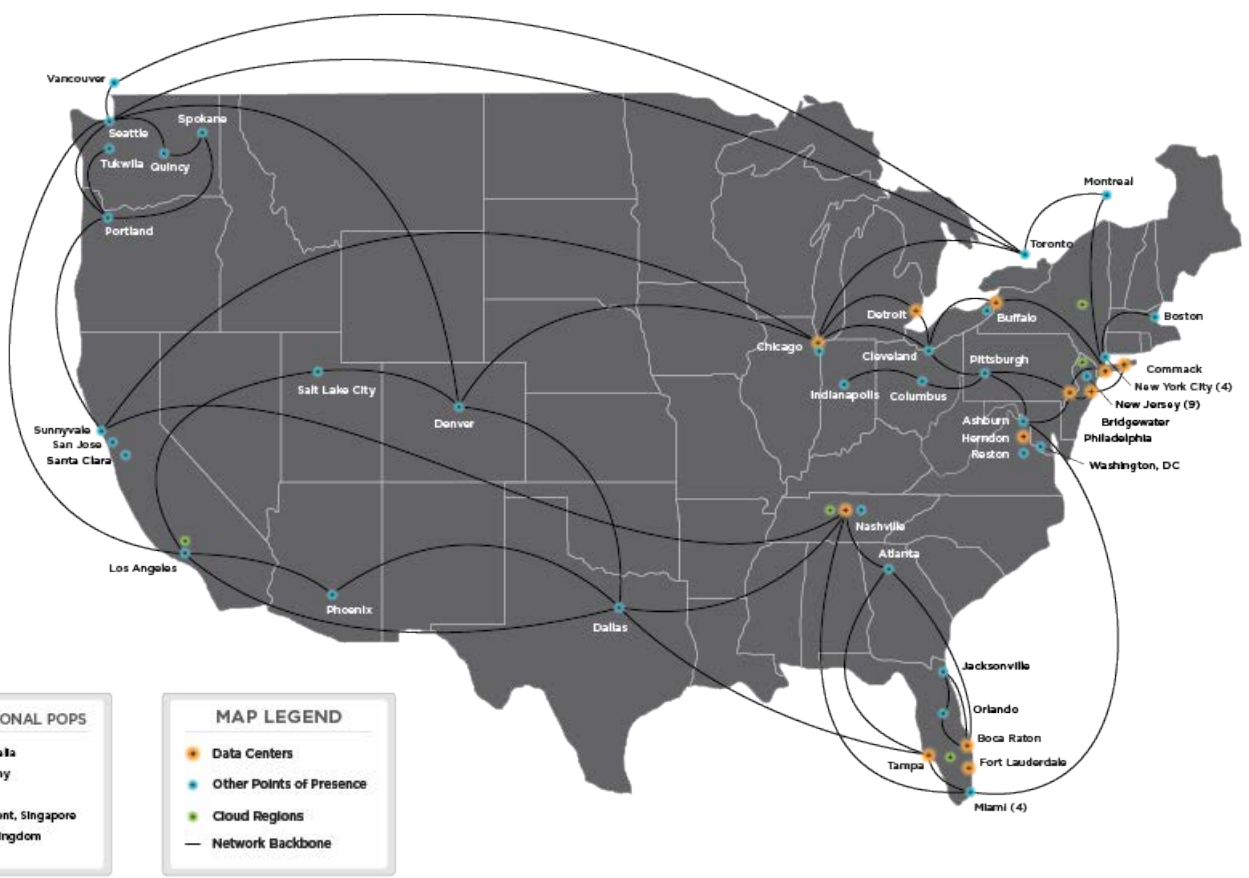 Vancouver
Seattle
Spokane
Tukwila
Quincy
Portland
Montreal
Toronto
Detroit
Buffalo
Boston
Chicago
Cleveland
Pittsburgh
Commack
Salt Lake City
Indianapolis
Columbus
New York City (4)
New Jersey (9)
Denver
Ashburn
Bridgewater
Sunnyvale
Herndon
Philadelphia
San Jose
Reston
Santa Clara
Washington, DC
Nashville
Atlanta
Los Angeles
Phoenix
Dallas
Jacksonville
Orlando
Boca Raton
Tampa
Fort Lauderdale
Miami (4)
ONAL POPS
Singapore
MAP LEGEND
Data Centers
Other Points of Presence
Cloud Regions
Network Backbone